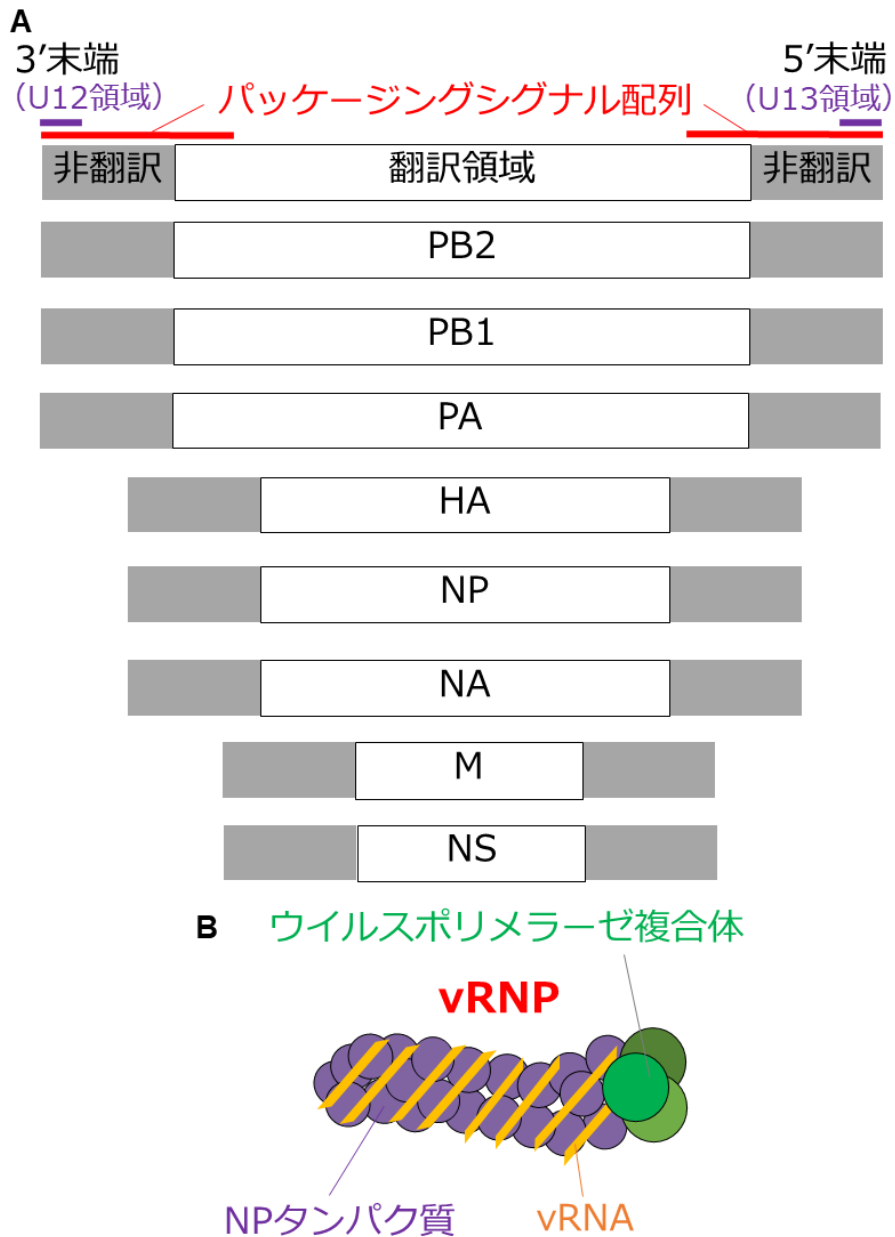 A
3′末端
5′末端
(U12領域)
パッケージングシグナル配列
(U13領域)
非翻訳
翻訳領域
非翻訳
PB2
PB1
PA
HA
NP
NA
M
NS
B
ウイルスポリメラーゼ複合体
vRNP
NPタンパク質
vRNA